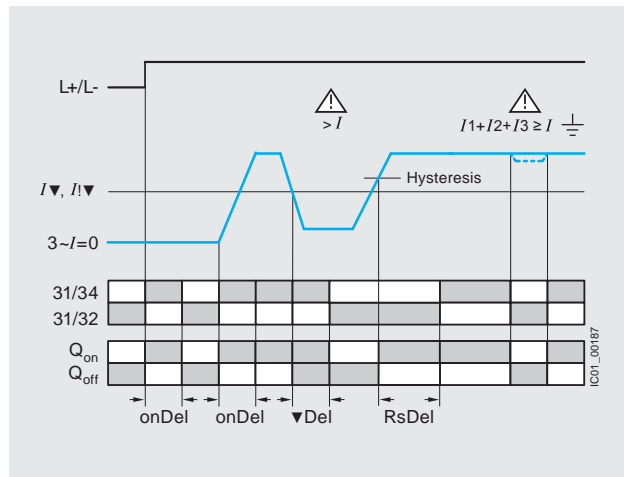 L+/L-
> I
I1+I2+I3 ≥ I
I▼, I!▼
Hysteresis
3~I=0
31/34
31/32
Qon
Qoff
onDel onDel ▼Del RsDel
IC01_00187